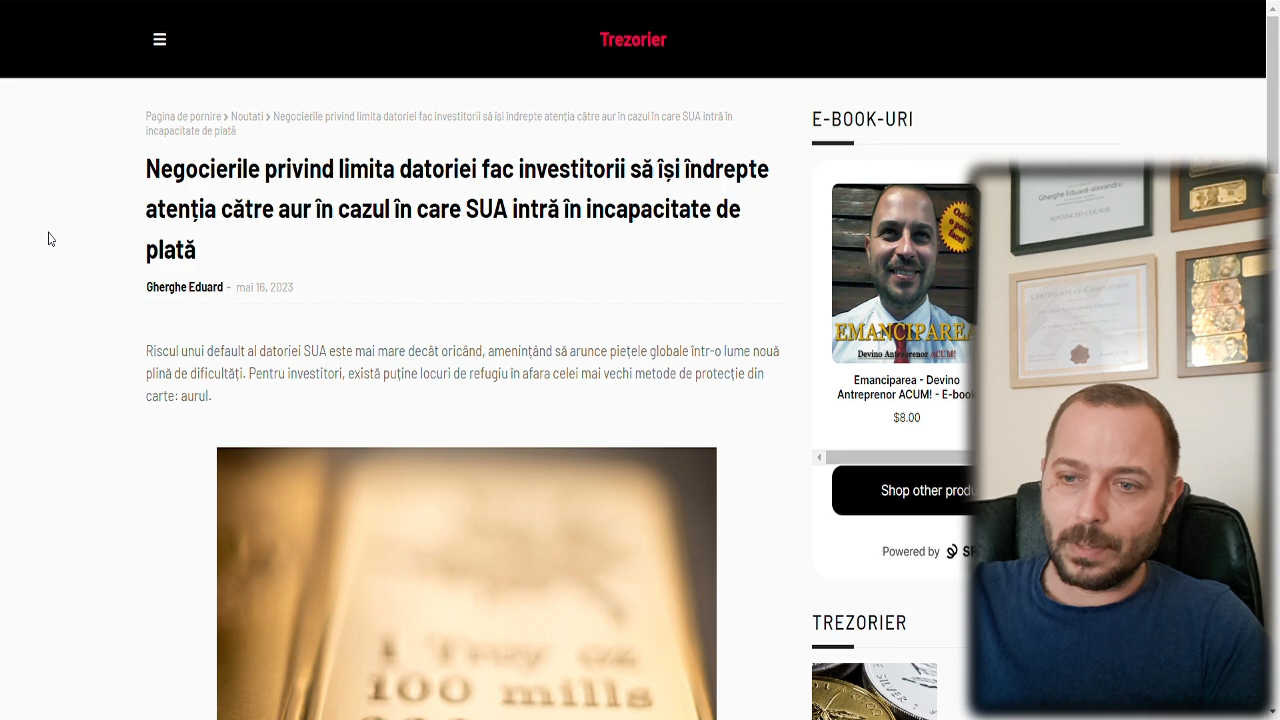 Trezorier
Pagina de pornire › Noutati › Negocierile privind limita datoriei fac investitorii să își îndrepte atenția către aur în cazul în care SUA intră în
incapacitate de plată
Negocierile privind limita datoriei fac investitorii să își îndrepte
atenția către aur în cazul în care SUA intră în incapacitate de
plată
Gherghe Eduard - mai 16, 2023
Riscul unui default al datoriei SUA este mai mare decât oricând, amenințând să arunce piețele globale într-o lume nouă
plină de dificultăți. Pentru investitori, există puține locuri de refugiu în afara celei mai vechi metode de protecție din
carte: aurul.
1 Troy oz
100 mills
E-BOOK-URI
EMANCIPAREA
Devino Antreprenor ACUM!
Emanciparea - Devino
Antreprenor ACUM! - E-book
$8.00
Shop other produ
Powered by
TREZORIER
SILVER
Gherghe Eduard-alexandru
ADVANCED COURSE
CERTIFICATE OF COMPLETION